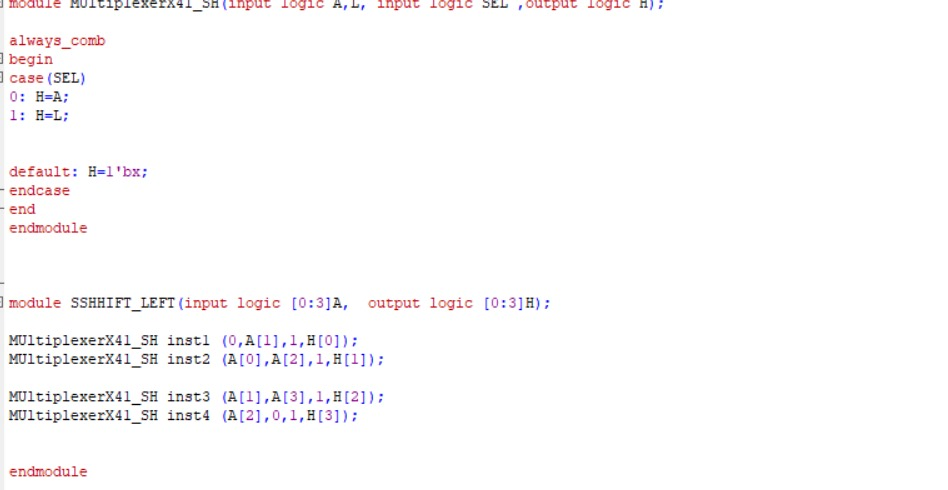 module MUltiplexerX41_SH(input logic A,L, input logic SEL ,output logic H);
always_comb
begin
case(SEL)
0: H=A;
1: H=L;
default: H=1'bx;
endcase
end
endmodule
module SSHHIFT_LEFT(input logic [0:3]A,  output logic [0:3]H);
MUltiplexerX41_SH inst1 (0,A[1],1,H[0]);
MUltiplexerX41_SH inst2 (A[0],A[2],1,H[1]);
MUltiplexerX41_SH inst3 (A[1],A[3],1,H[2]);
MUltiplexerX41_SH inst4 (A[2],0,1,H[3]);
endmodule